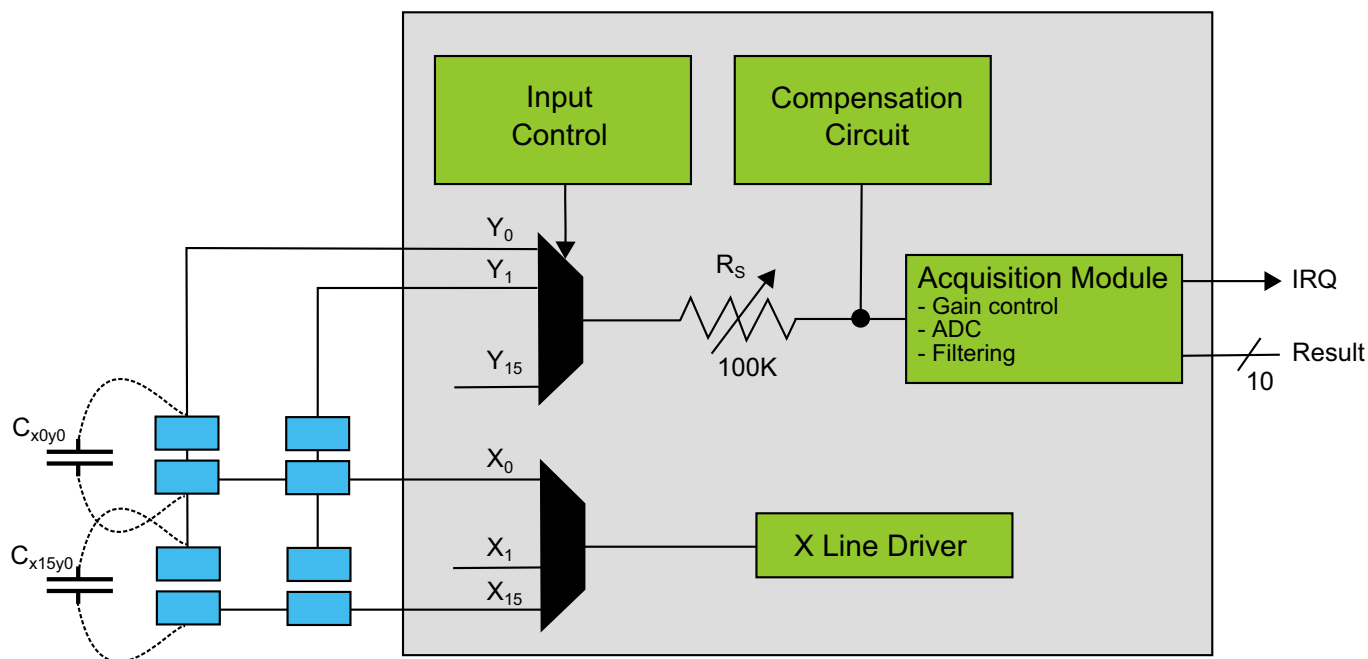 Input
Control
Compensation
Circuit
Y0
Y1
Y15
RS
100K
Acquisition Module
- Gain control
- ADC
- Filtering
IRQ
Result
10
Cx0y0
Cx15y0
X0
X1
X15
X Line Driver